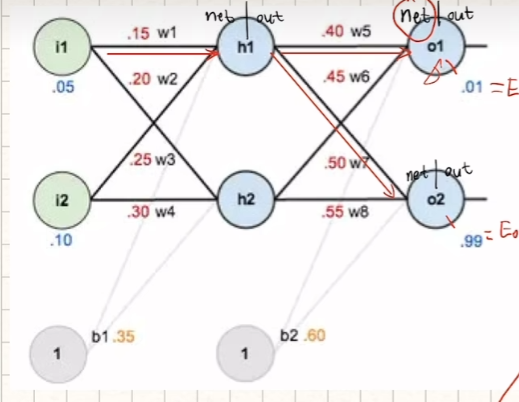 net out
net out
.15 w1
.40 w5
i1
h1
o1
.20 w2
.45 w6
.05
.01 = E
.25 w3
.50 w7
net out
i2
h2
o2
.30 w4
.55 w8
.10
.99 = E
b1 .35
b2 .60
1
1